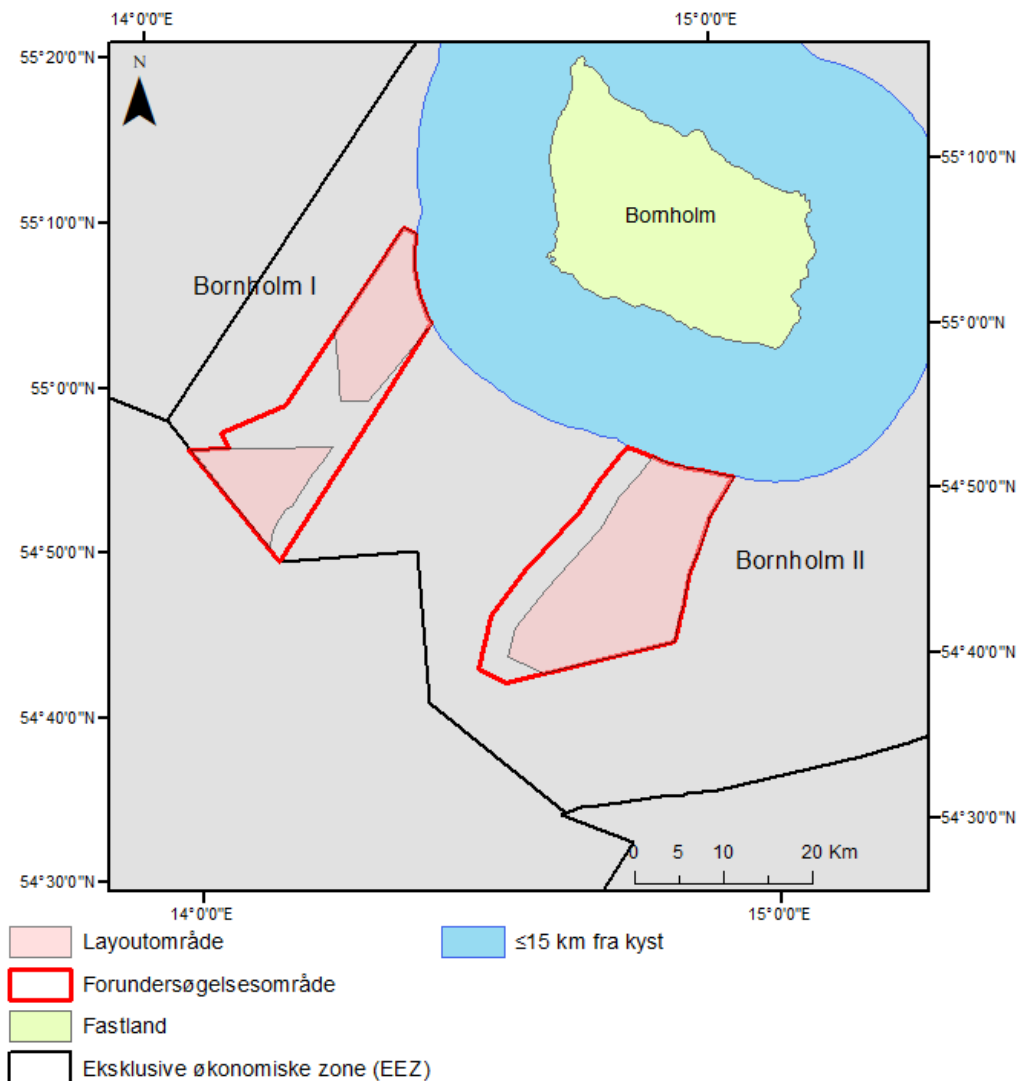 14°0'0"E 15°0'0"E
55°20'0"N
N
55°10'0"N
Bornholm
55°10'0"N
Bornholm I
55°0'0"N
55°0'0"N
54°50'0"N
54°50'0"N
Bornholm II
54°40'0"N
54°40'0"N
54°30'0"N
0 5 10 20 Km
54°30'0"N
14°0'0"E 15°0'0"E
Layoutområde ≤15 km fra kyst
Forundersøgelsesområde
Fastland
Eksklusive økonomiske zone (EEZ)